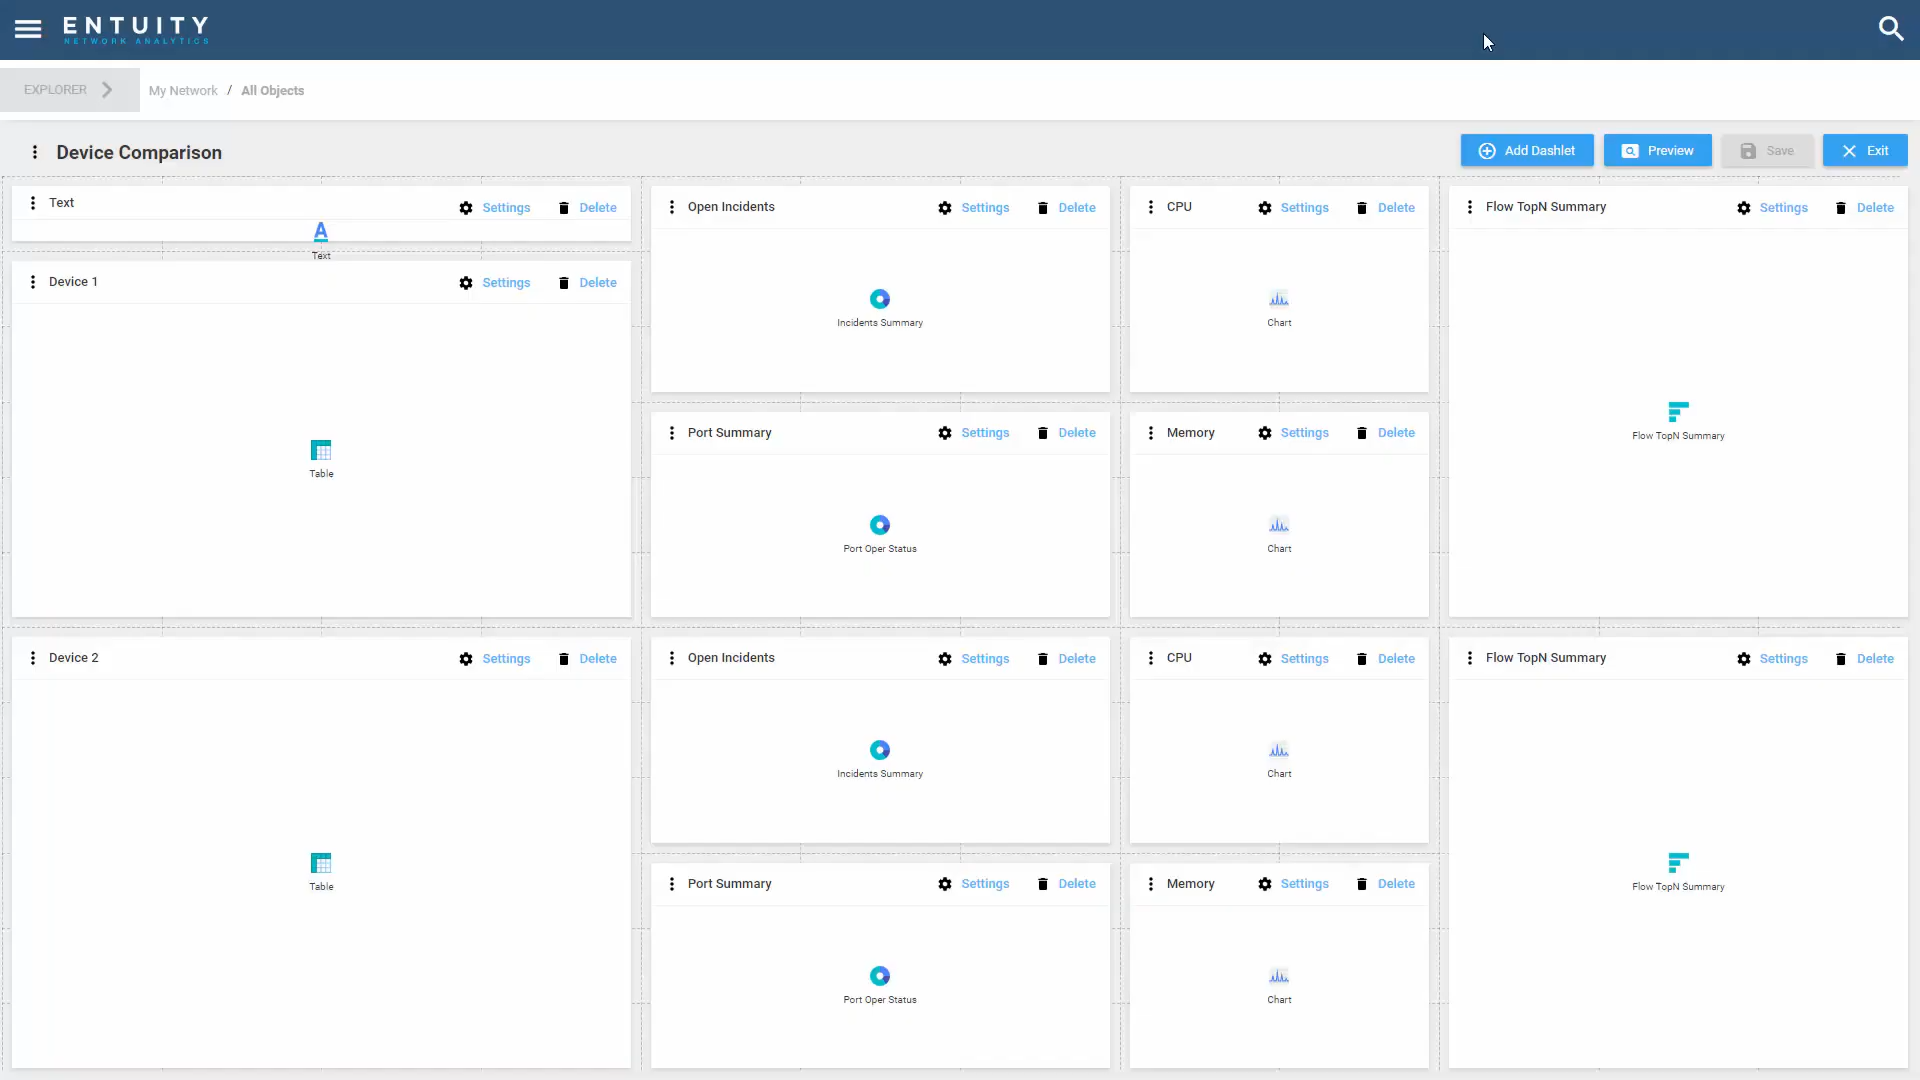 ENTUITY
NETWORK ANALYTICS
EXPLORER
My Network / All Objects
Device Comparison
Add Dashlet
Preview
Save
Exit
Text
Settings
Delete
A
Text
Open Incidents
Settings
Delete
Incidents Summary
CPU
Settings
Delete
Chart
Flow TopN Summary
Settings
Delete
Flow TopN Summary
Device 1
Settings
Delete
Table
Port Summary
Settings
Delete
Port Oper Status
Memory
Settings
Delete
Chart
Device 2
Settings
Delete
Table
Open Incidents
Settings
Delete
Incidents Summary
CPU
Settings
Delete
Chart
Flow TopN Summary
Settings
Delete
Flow TopN Summary
Port Summary
Settings
Delete
Port Oper Status
Memory
Settings
Delete
Chart